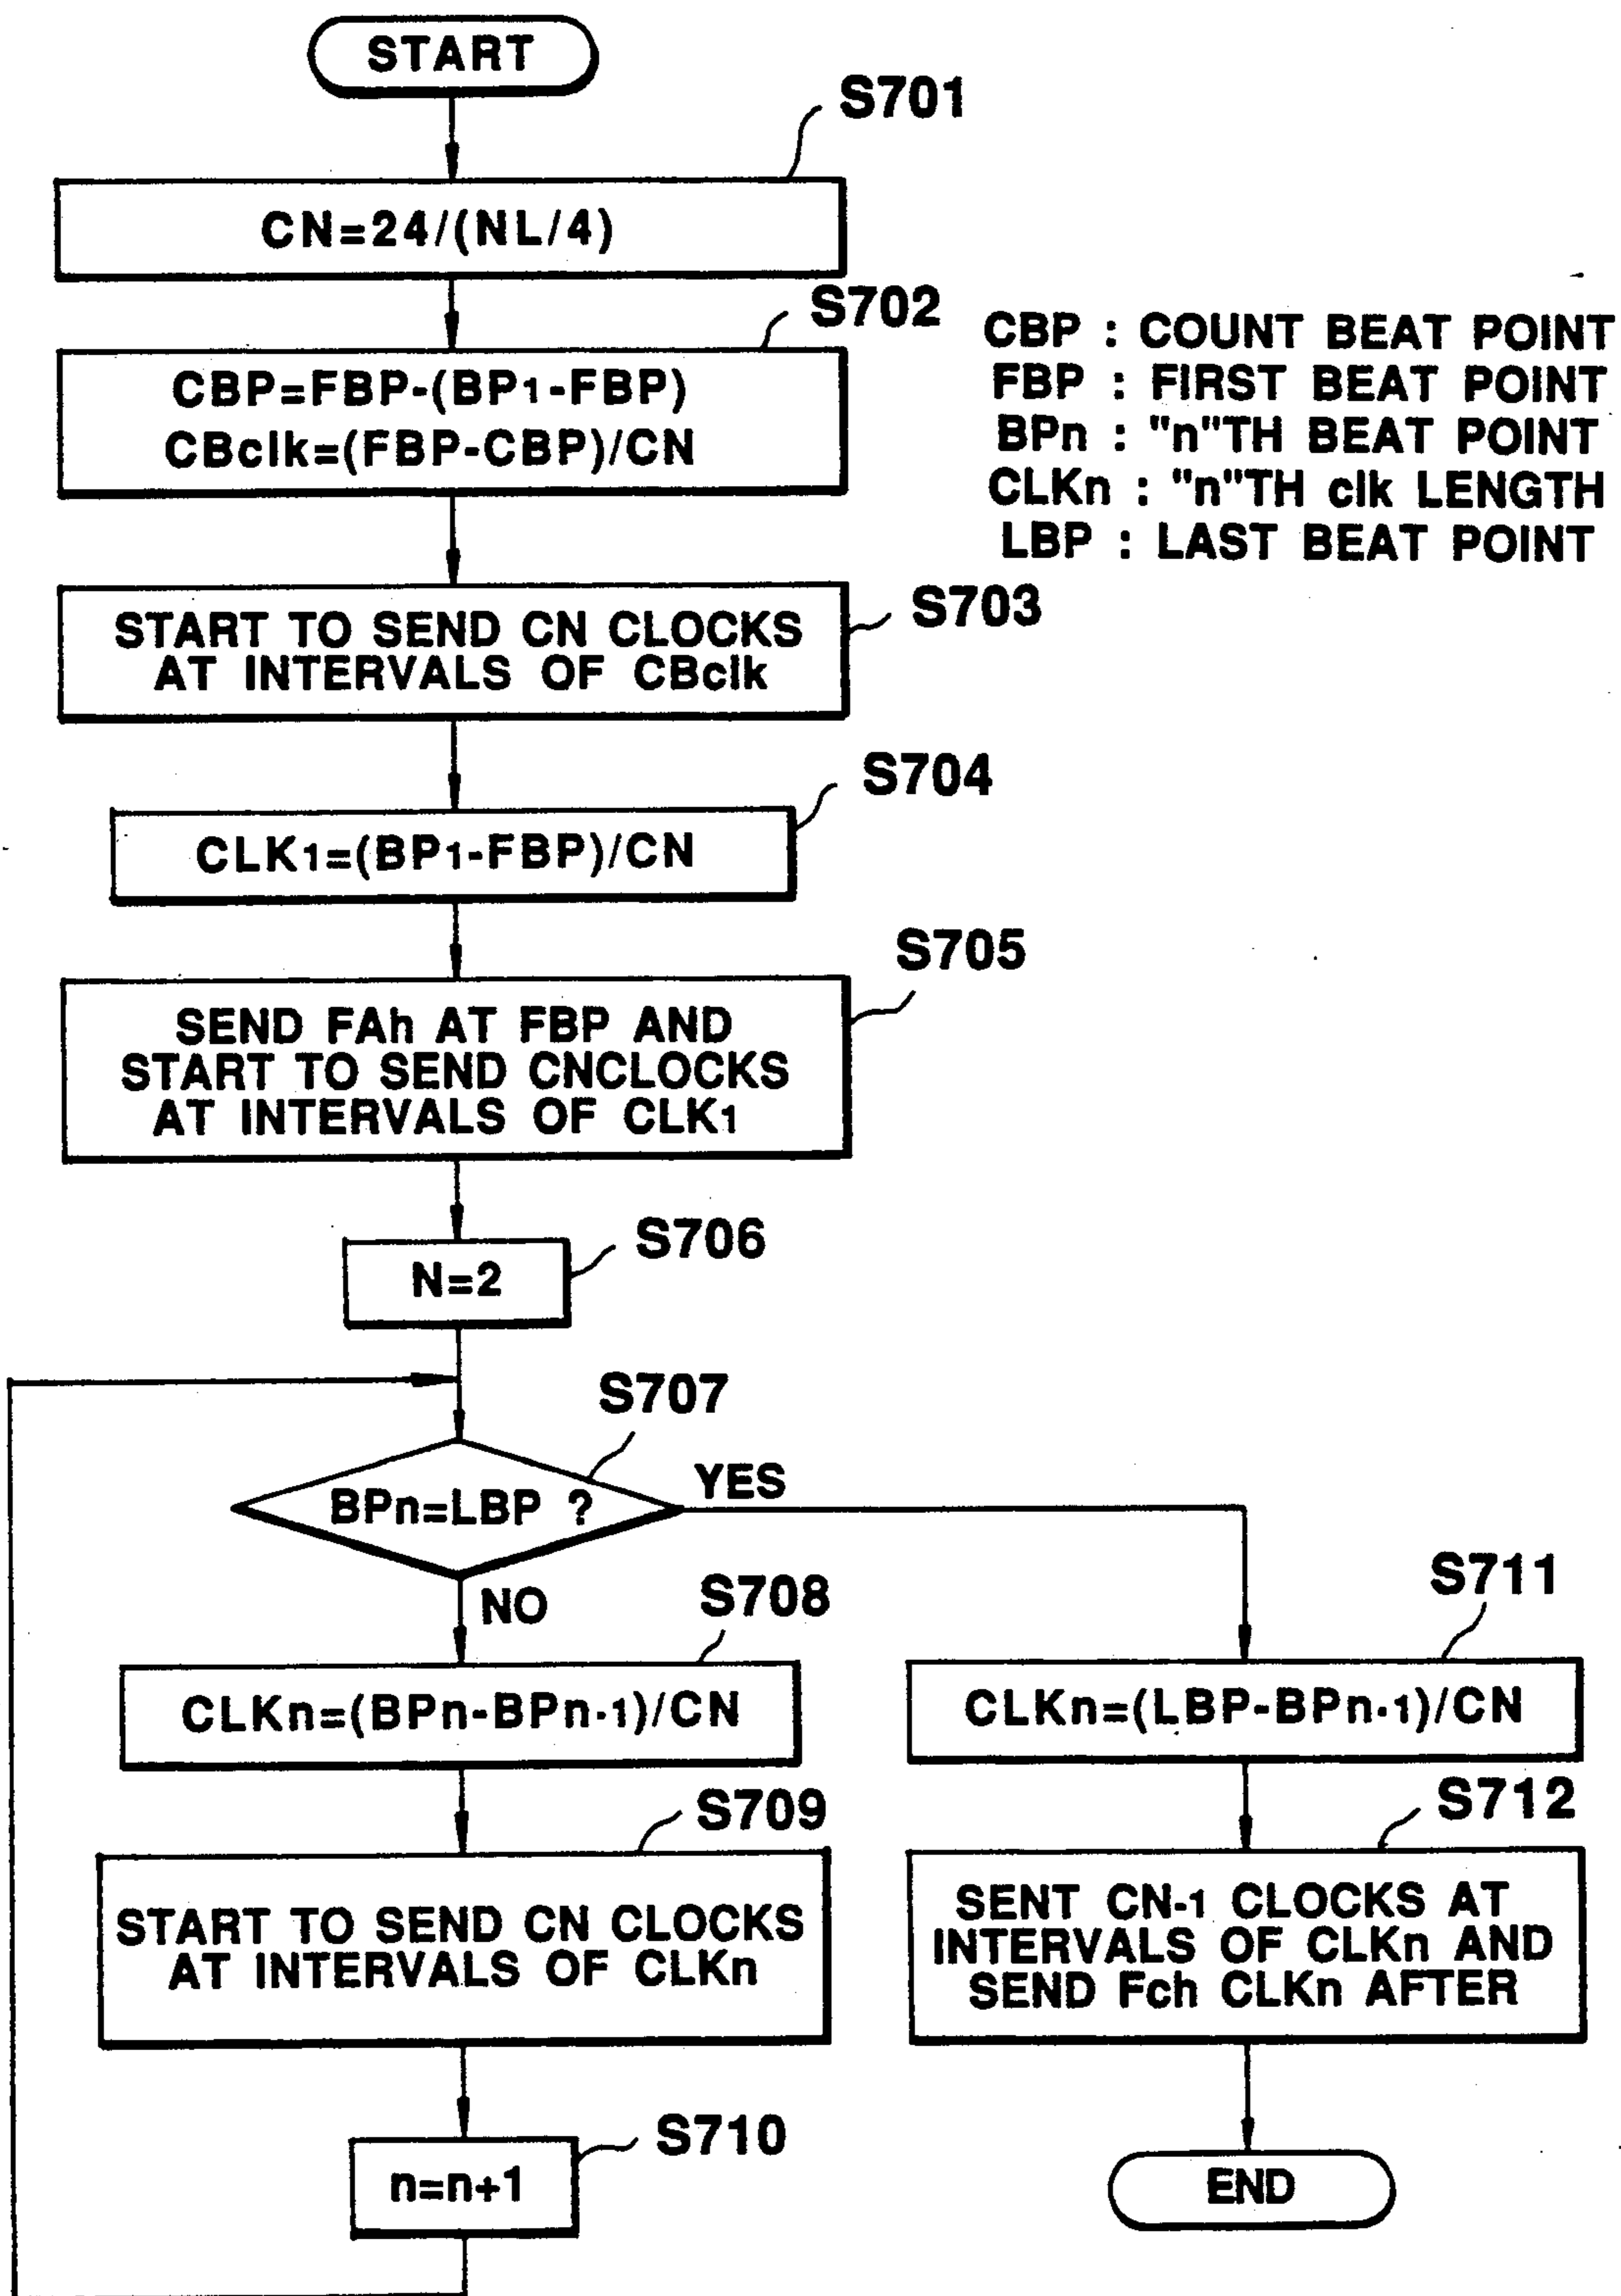 START
S701
CN=24/(NL/4)
S702
CBP=FBP-(BP1-FBP)
CBclk=(FBP-CBP)/CN
CBP : COUNT BEAT POINT
FBP : FIRST BEAT POINT
BPn : "n"TH BEAT POINT
CLKn : "n"TH clk LENGTH
LBP : LAST BEAT POINT
S703
START TO SEND CN CLOCKS
AT INTERVALS OF CBclk
S704
CLK1=(BP1-FBP)/CN
S705
SEND FAh AT FBP AND
START TO SEND CNCLOCKS
AT INTERVALS OF CLK1
S706
N=2
S707
BPn=LBP ?
YES
NO
S708
CLKn=(BPn-BPn-1)/CN
S709
START TO SEND CN CLOCKS
AT INTERVALS OF CLKn
S710
n=n+1
S711
CLKn=(LBP-BPn-1)/CN
S712
SENT CN-1 CLOCKS AT
INTERVALS OF CLKn AND
SEND Fch CLKn AFTER
END